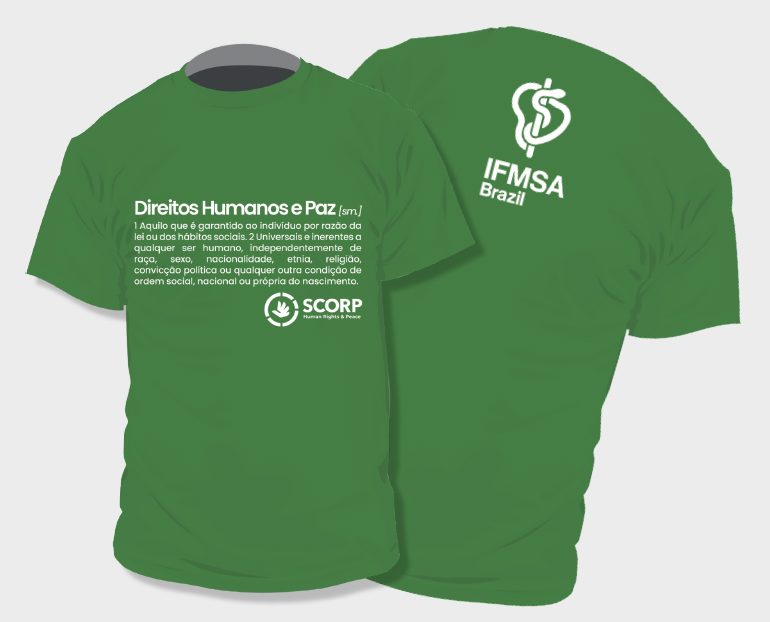 Direitos Humanos e Paz [sm.]
1 Aquilo que é garantido ao indivíduo por razão da
lei ou dos hábitos sociais. 2 Universais e inerentes a
qualquer ser humano, independentemente de
raça, sexo, nacionalidade, etnia, religião,
convicção política ou qualquer outra condição de
ordem social, nacional ou própria do nascimento.
SCORP
Human Rights & Peace
IFMSA
Brazil